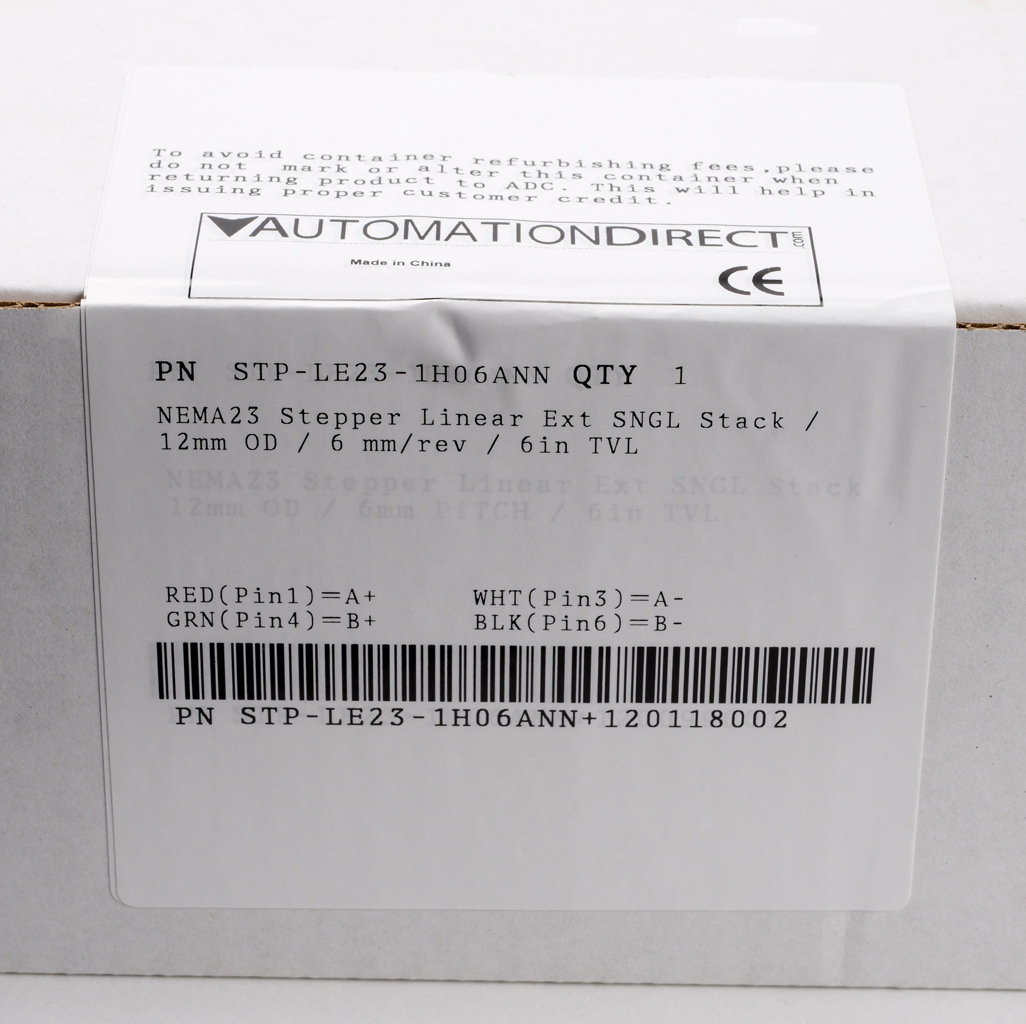 To avoid container refurbishing fees,please
do not mark or alter this container when
returning product to ADC. This will help in
issuing proper customer credit.
AUTOMATIONDIRECT.com
Made in China
CE
PN STP-LE23-1H06ANN QTY 1
NEMA23 Stepper Linear Ext SNGL Stack /
12mm OD / 6 mm/rev / 6in TVL
NEMA23 Stepper Linear Ext SNGL Stack
12mm OD / 6mm PITCH / 6in TVL
RED(Pin1)=A+ WHT(Pin3)=A-
GRN(Pin4)=B+ BLK(Pin6)=B-
PN STP-LE23-1H06ANN+120118002